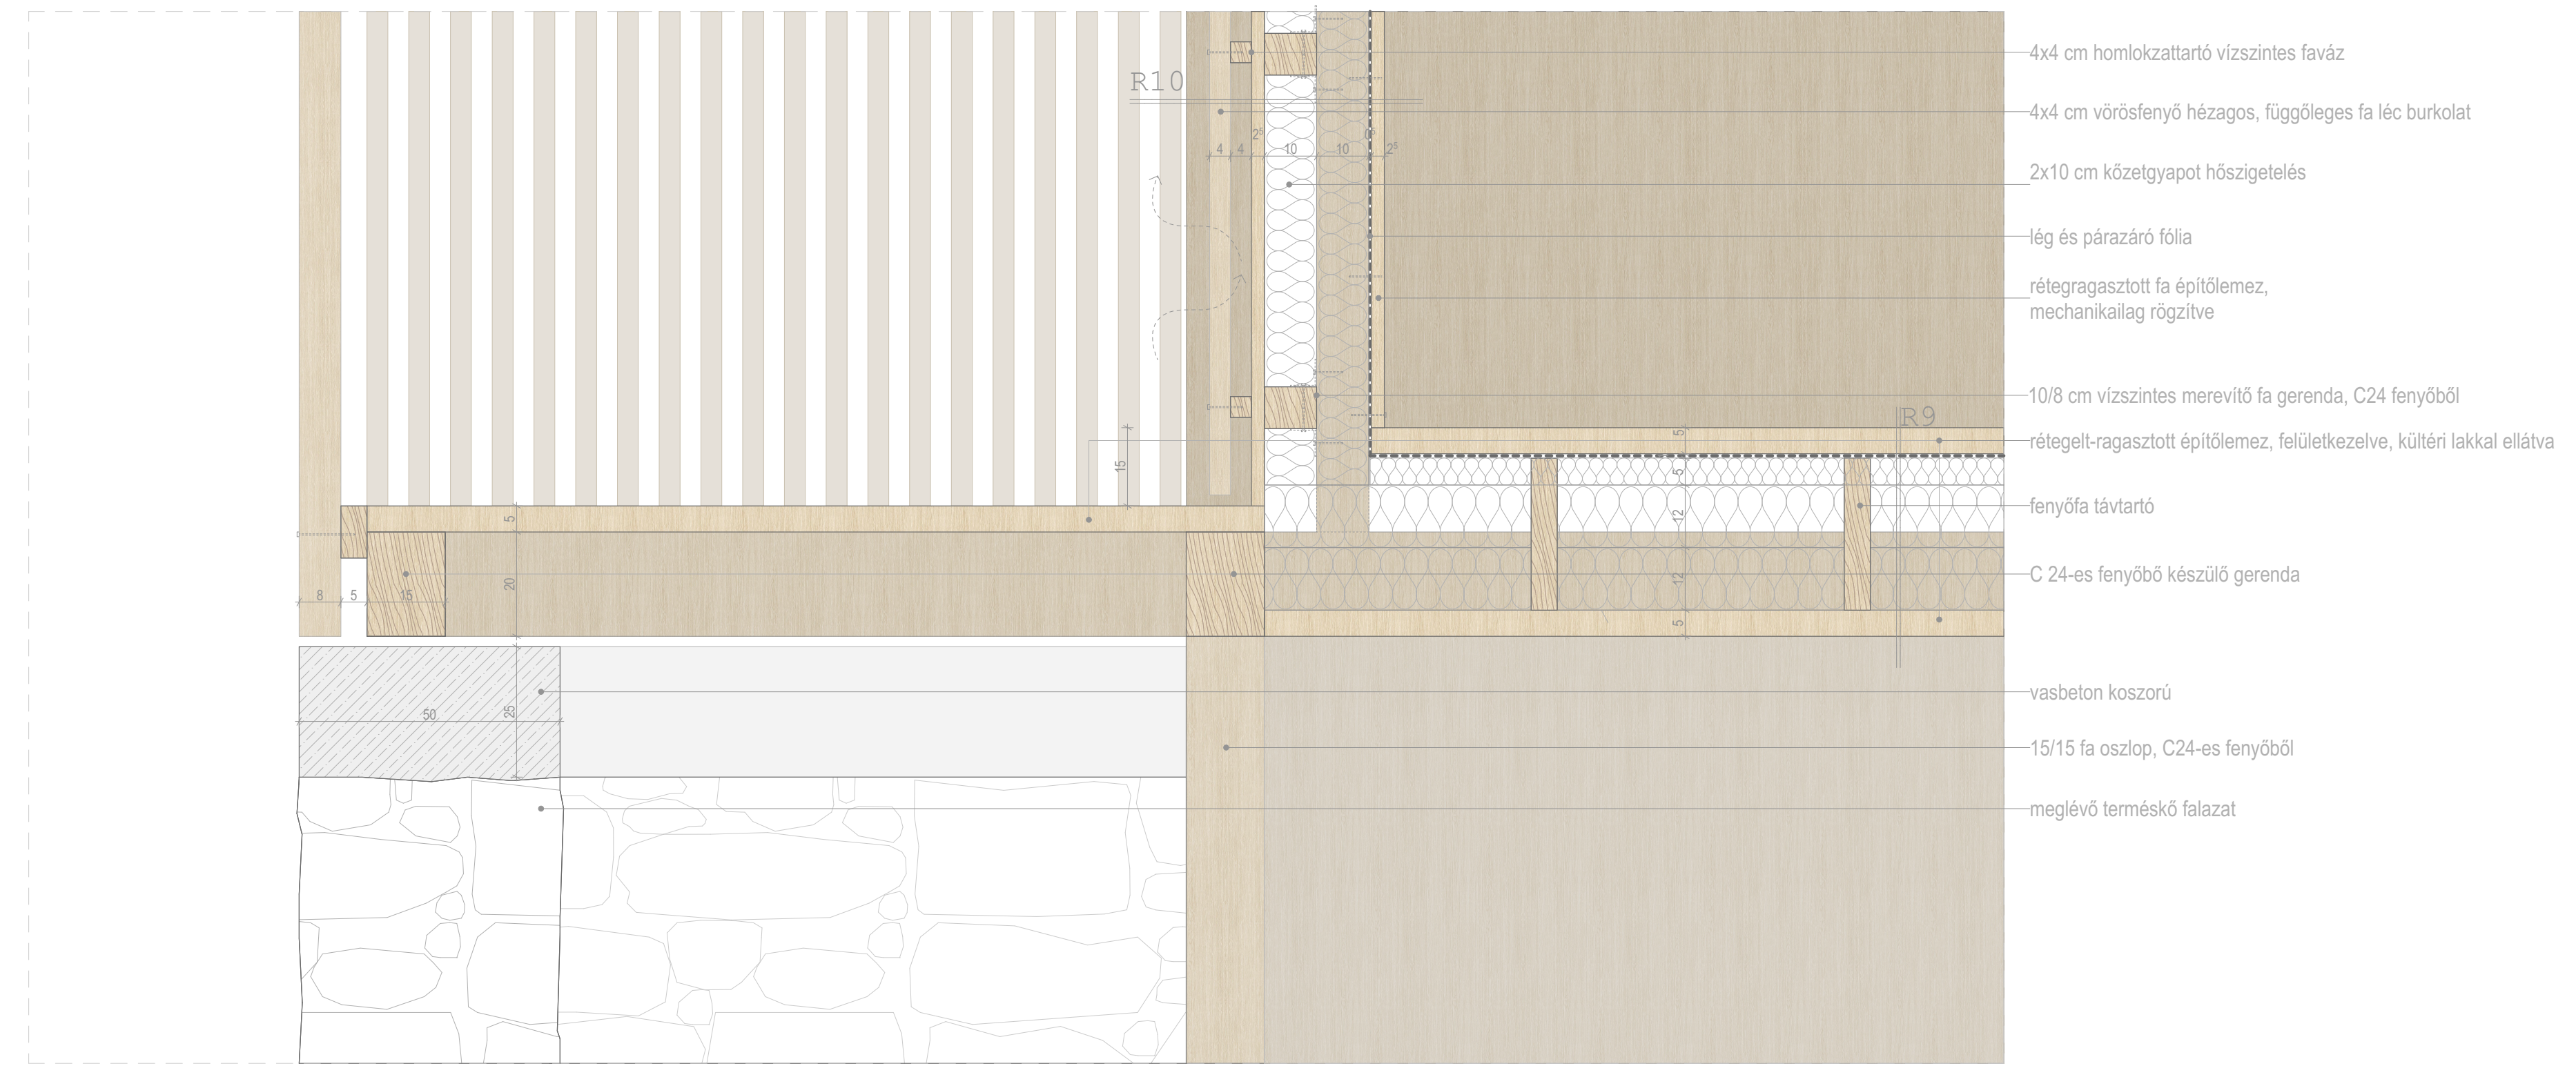 4x4 cm homlokzattartó vízszintes faváz
R10
4x4 cm vörösfenyő hézagos, függőleges fa léc burkolat
4 4 2⁵ 10 10 0⁵ 2⁵
2x10 cm kőzetgyapot hőszigetelés
lég és párazáró fólia
rétegragasztott fa építőlemez,
mechanikailag rögzítve
10/8 cm vízszintes merevítő fa gerenda, C24 fenyőből
R9
rétegelt-ragasztott építőlemez, felületkezelve, kültéri lakkal ellátva
15
5
5
12
12
5
fenyőfa távtartó
5
20
25
C 24-es fenyőbő készülő gerenda
8 5 15
vasbeton koszorú
50
15/15 fa oszlop, C24-es fenyőből
meglévő terméskő falazat